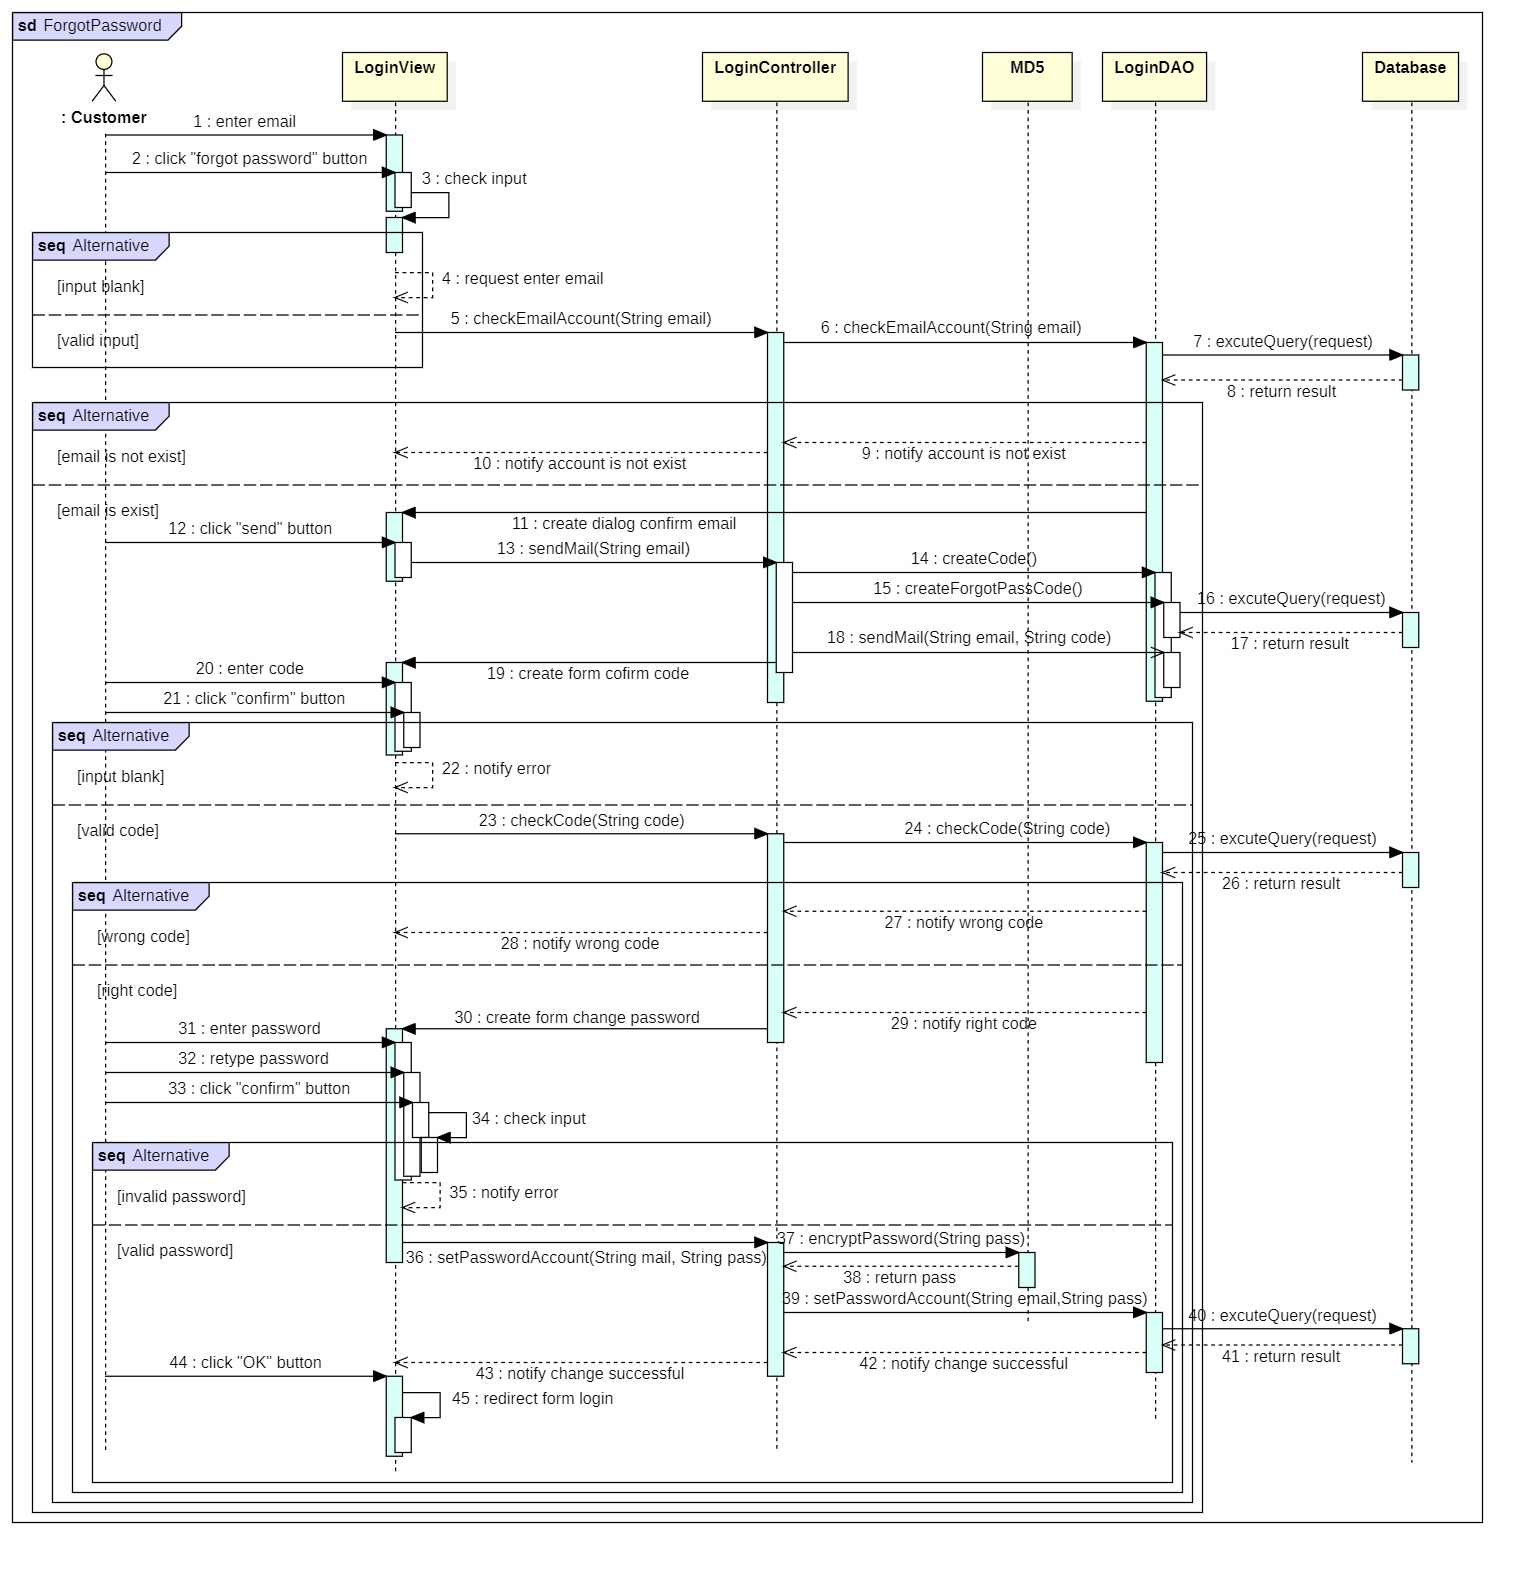 sd ForgotPassword
LoginView
LoginController
MD5
LoginDAO
Database
: Customer
1 : enter email
2 : click "forgot password" button
3 : check input
seq Alternative
[input blank]
4 : request enter email
[valid input]
5 : checkEmailAccount(String email)
6 : checkEmailAccount(String email)
7 : excuteQuery(request)
8 : return result
seq Alternative
[email is not exist]
9 : notify account is not exist
10 : notify account is not exist
[email is exist]
11 : create dialog confirm email
12 : click "send" button
13 : sendMail(String email)
14 : createCode()
15 : createForgotPassCode()
16 : excuteQuery(request)
17 : return result
18 : sendMail(String email, String code)
19 : create form cofirm code
20 : enter code
21 : click "confirm" button
seq Alternative
[input blank]
22 : notify error
[valid code]
23 : checkCode(String code)
24 : checkCode(String code)
25 : excuteQuery(request)
26 : return result
seq Alternative
[wrong code]
27 : notify wrong code
28 : notify wrong code
[right code]
29 : notify right code
30 : create form change password
31 : enter password
32 : retype password
33 : click "confirm" button
34 : check input
seq Alternative
[invalid password]
35 : notify error
[valid password]
36 : setPasswordAccount(String mail, String pass)
37 : encryptPassword(String pass)
38 : return pass
39 : setPasswordAccount(String email,String pass)
40 : excuteQuery(request)
41 : return result
42 : notify change successful
43 : notify change successful
44 : click "OK" button
45 : redirect form login